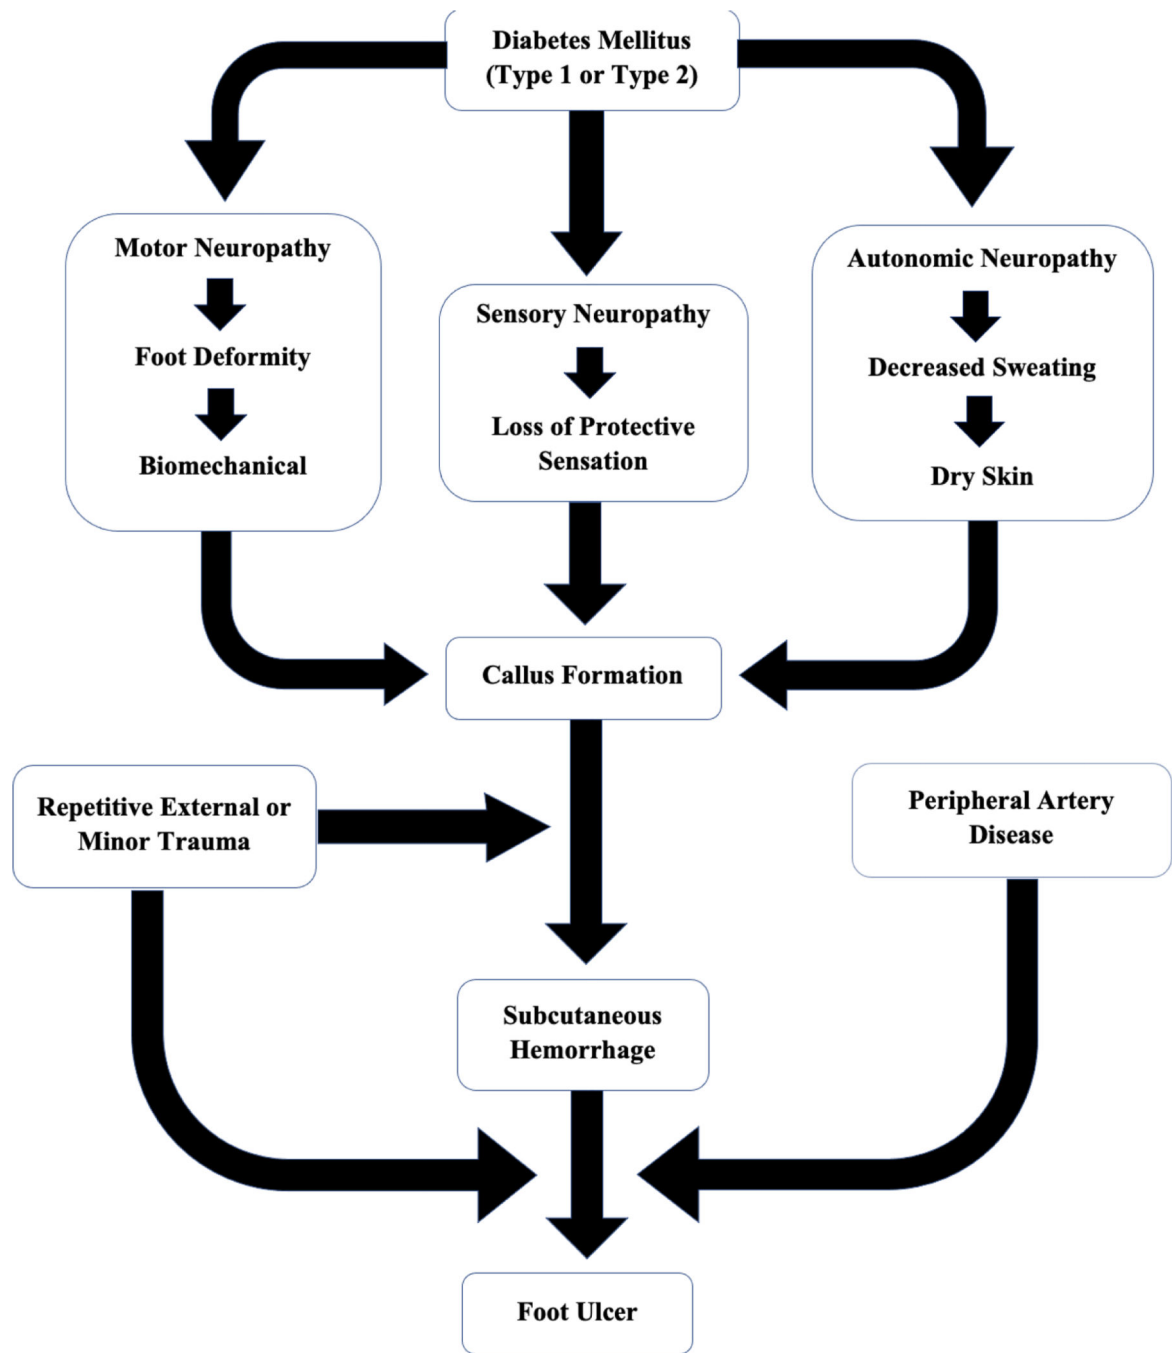 Diabetes Mellitus
(Type 1 or Type 2)
Motor Neuropathy
Foot Deformity
Biomechanical
Sensory Neuropathy
Loss of Protective
Sensation
Autonomic Neuropathy
Decreased Sweating
Dry Skin
Callus Formation
Repetitive External or
Minor Trauma
Peripheral Artery
Disease
Subcutaneous
Hemorrhage
Foot Ulcer